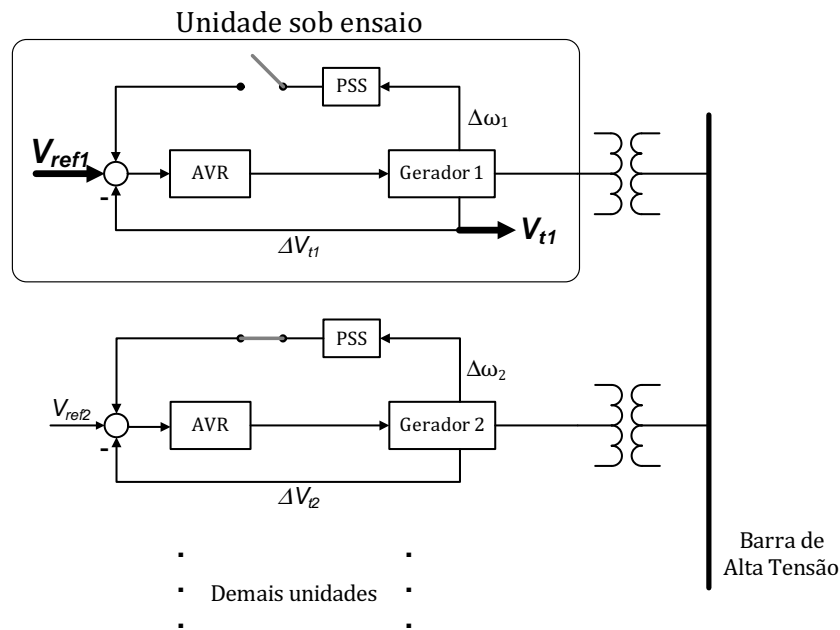 Unidade sob ensaio
PSS
Δω1
Vref1
AVR
Gerador 1
-
Vt1
ΔVt1
PSS
Δω2
Vref2
AVR
Gerador 2
-
ΔVt2
Barra de
Alta Tensão
Demais unidades